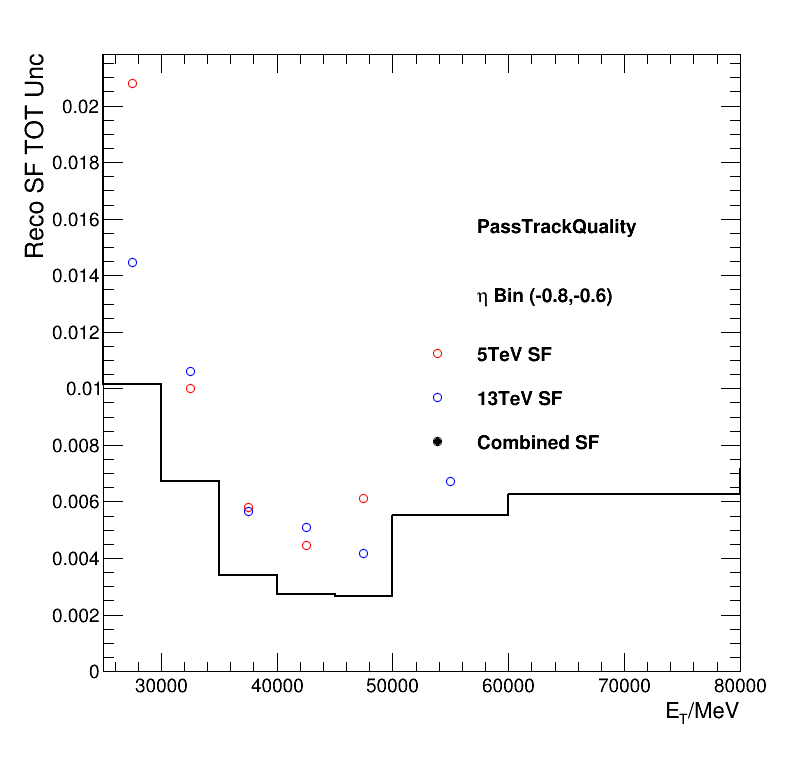 Reco SF TOT Unc
0.02
0.018
0.016
0.014
0.012
0.01
0.008
0.006
0.004
0.002
0
PassTrackQuality
η Bin (-0.8,-0.6)
5TeV SF
13TeV SF
Combined SF
30000 40000 50000 60000 70000 80000
E_T/MeV